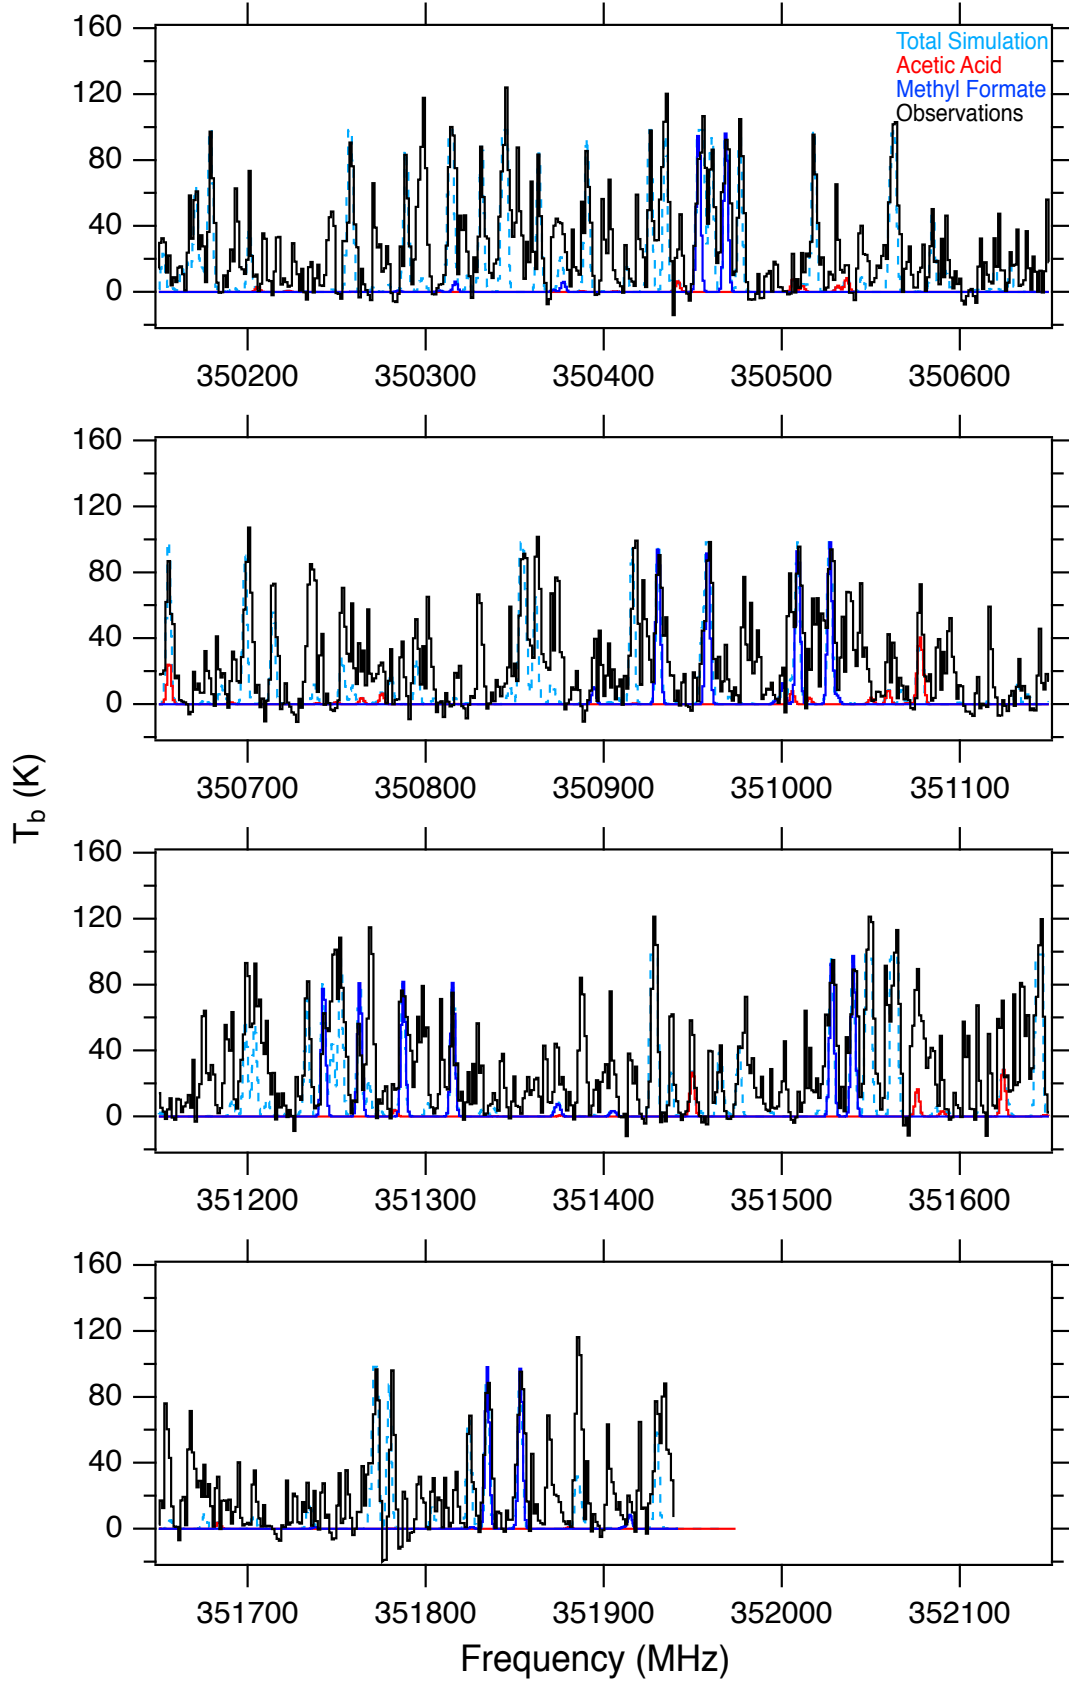 Total Simulation
Acetic Acid
Methyl Formate
Observations
160
120
80
40
0
350200 350300 350400 350500 350600
160
120
80
40
0
350700 350800 350900 351000 351100
T_b (K)
160
120
80
40
0
351200 351300 351400 351500 351600
160
120
80
40
0
351700 351800 351900 352000 352100
Frequency (MHz)